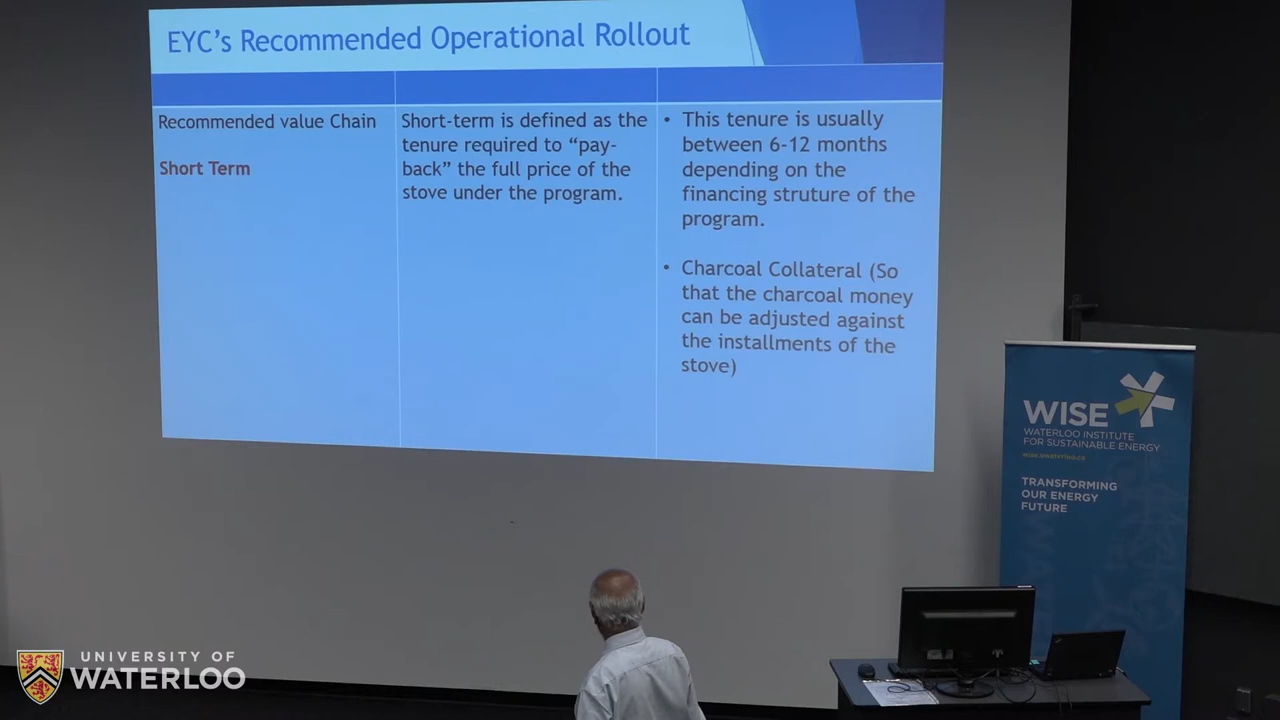 EYC’s Recommended Operational Rollout
Recommended value Chain
Short Term
Short-term is defined as the
tenure required to “pay-
back” the full price of the
stove under the program.
• This tenure is usually
between 6-12 months
depending on the
financing struture of the
program.
• Charcoal Collateral (So
that the charcoal money
can be adjusted against
the installments of the
stove)
WISE
WATERLOO INSTITUTE
FOR SUSTAINABLE ENERGY
wise.uwaterloo.ca
TRANSFORMING
OUR ENERGY
FUTURE
UNIVERSITY OF
WATERLOO